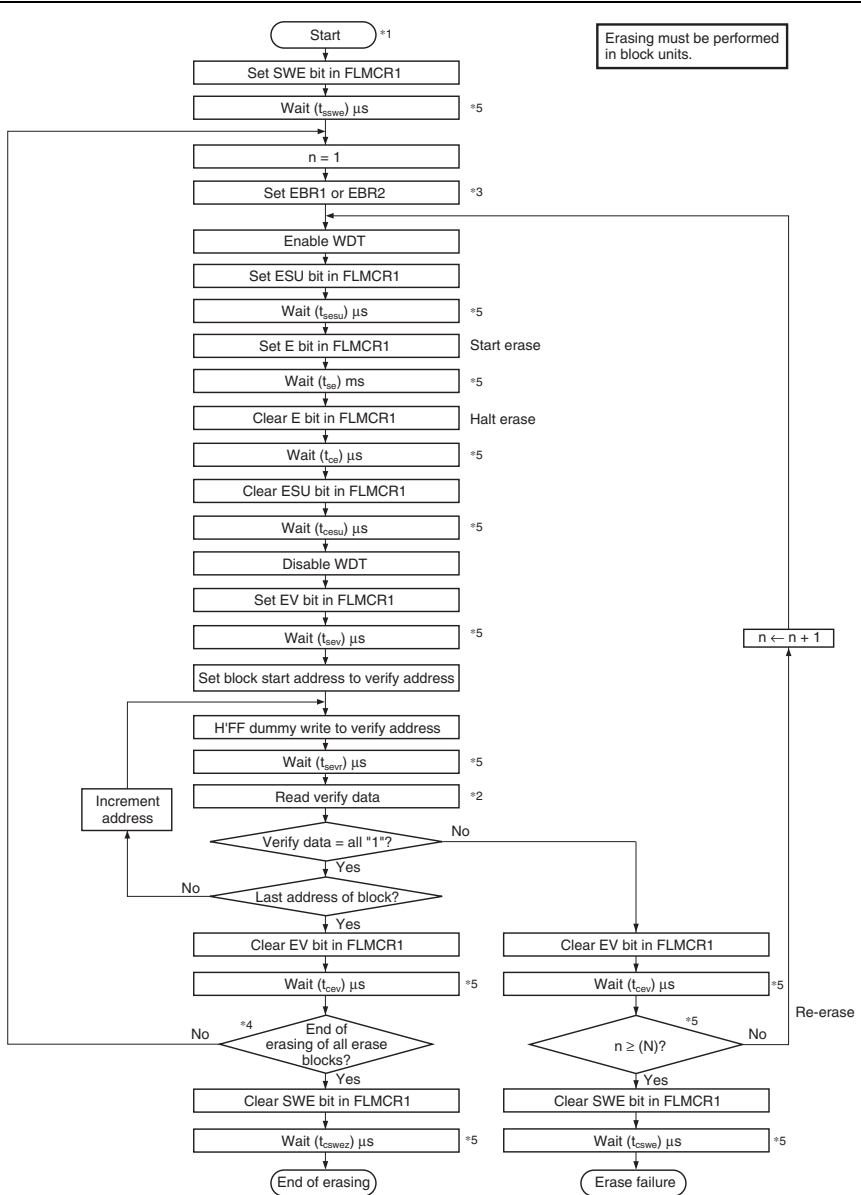 Start *1
Erasing must be performed
in block units.
Set SWE bit in FLMCR1
Wait (tsswe) μs *5
n = 1
Set EBR1 or EBR2 *3
Enable WDT
Set ESU bit in FLMCR1
Wait (tsesu) μs *5
Set E bit in FLMCR1 Start erase
Wait (tse) ms *5
Clear E bit in FLMCR1 Halt erase
Wait (tce) μs *5
Clear ESU bit in FLMCR1
Wait (tcesu) μs *5
Disable WDT
Set EV bit in FLMCR1
Wait (tsev) μs *5
n ← n + 1
Set block start address to verify address
H'FF dummy write to verify address
Wait (tsevr) μs *5
Increment
address
Read verify data *2
Verify data = all "1"? No
Yes
No Last address of block?
Yes
Clear EV bit in FLMCR1
Clear EV bit in FLMCR1
Wait (tcev) μs *5
Wait (tcev) μs *5
Re-erase
No *4
End of
erasing of all erase
blocks?
*5
n ≥ (N)? No
Yes
Yes
Clear SWE bit in FLMCR1
Clear SWE bit in FLMCR1
Wait (tcswez) μs *5
Wait (tcswe) μs *5
End of erasing
Erase failure